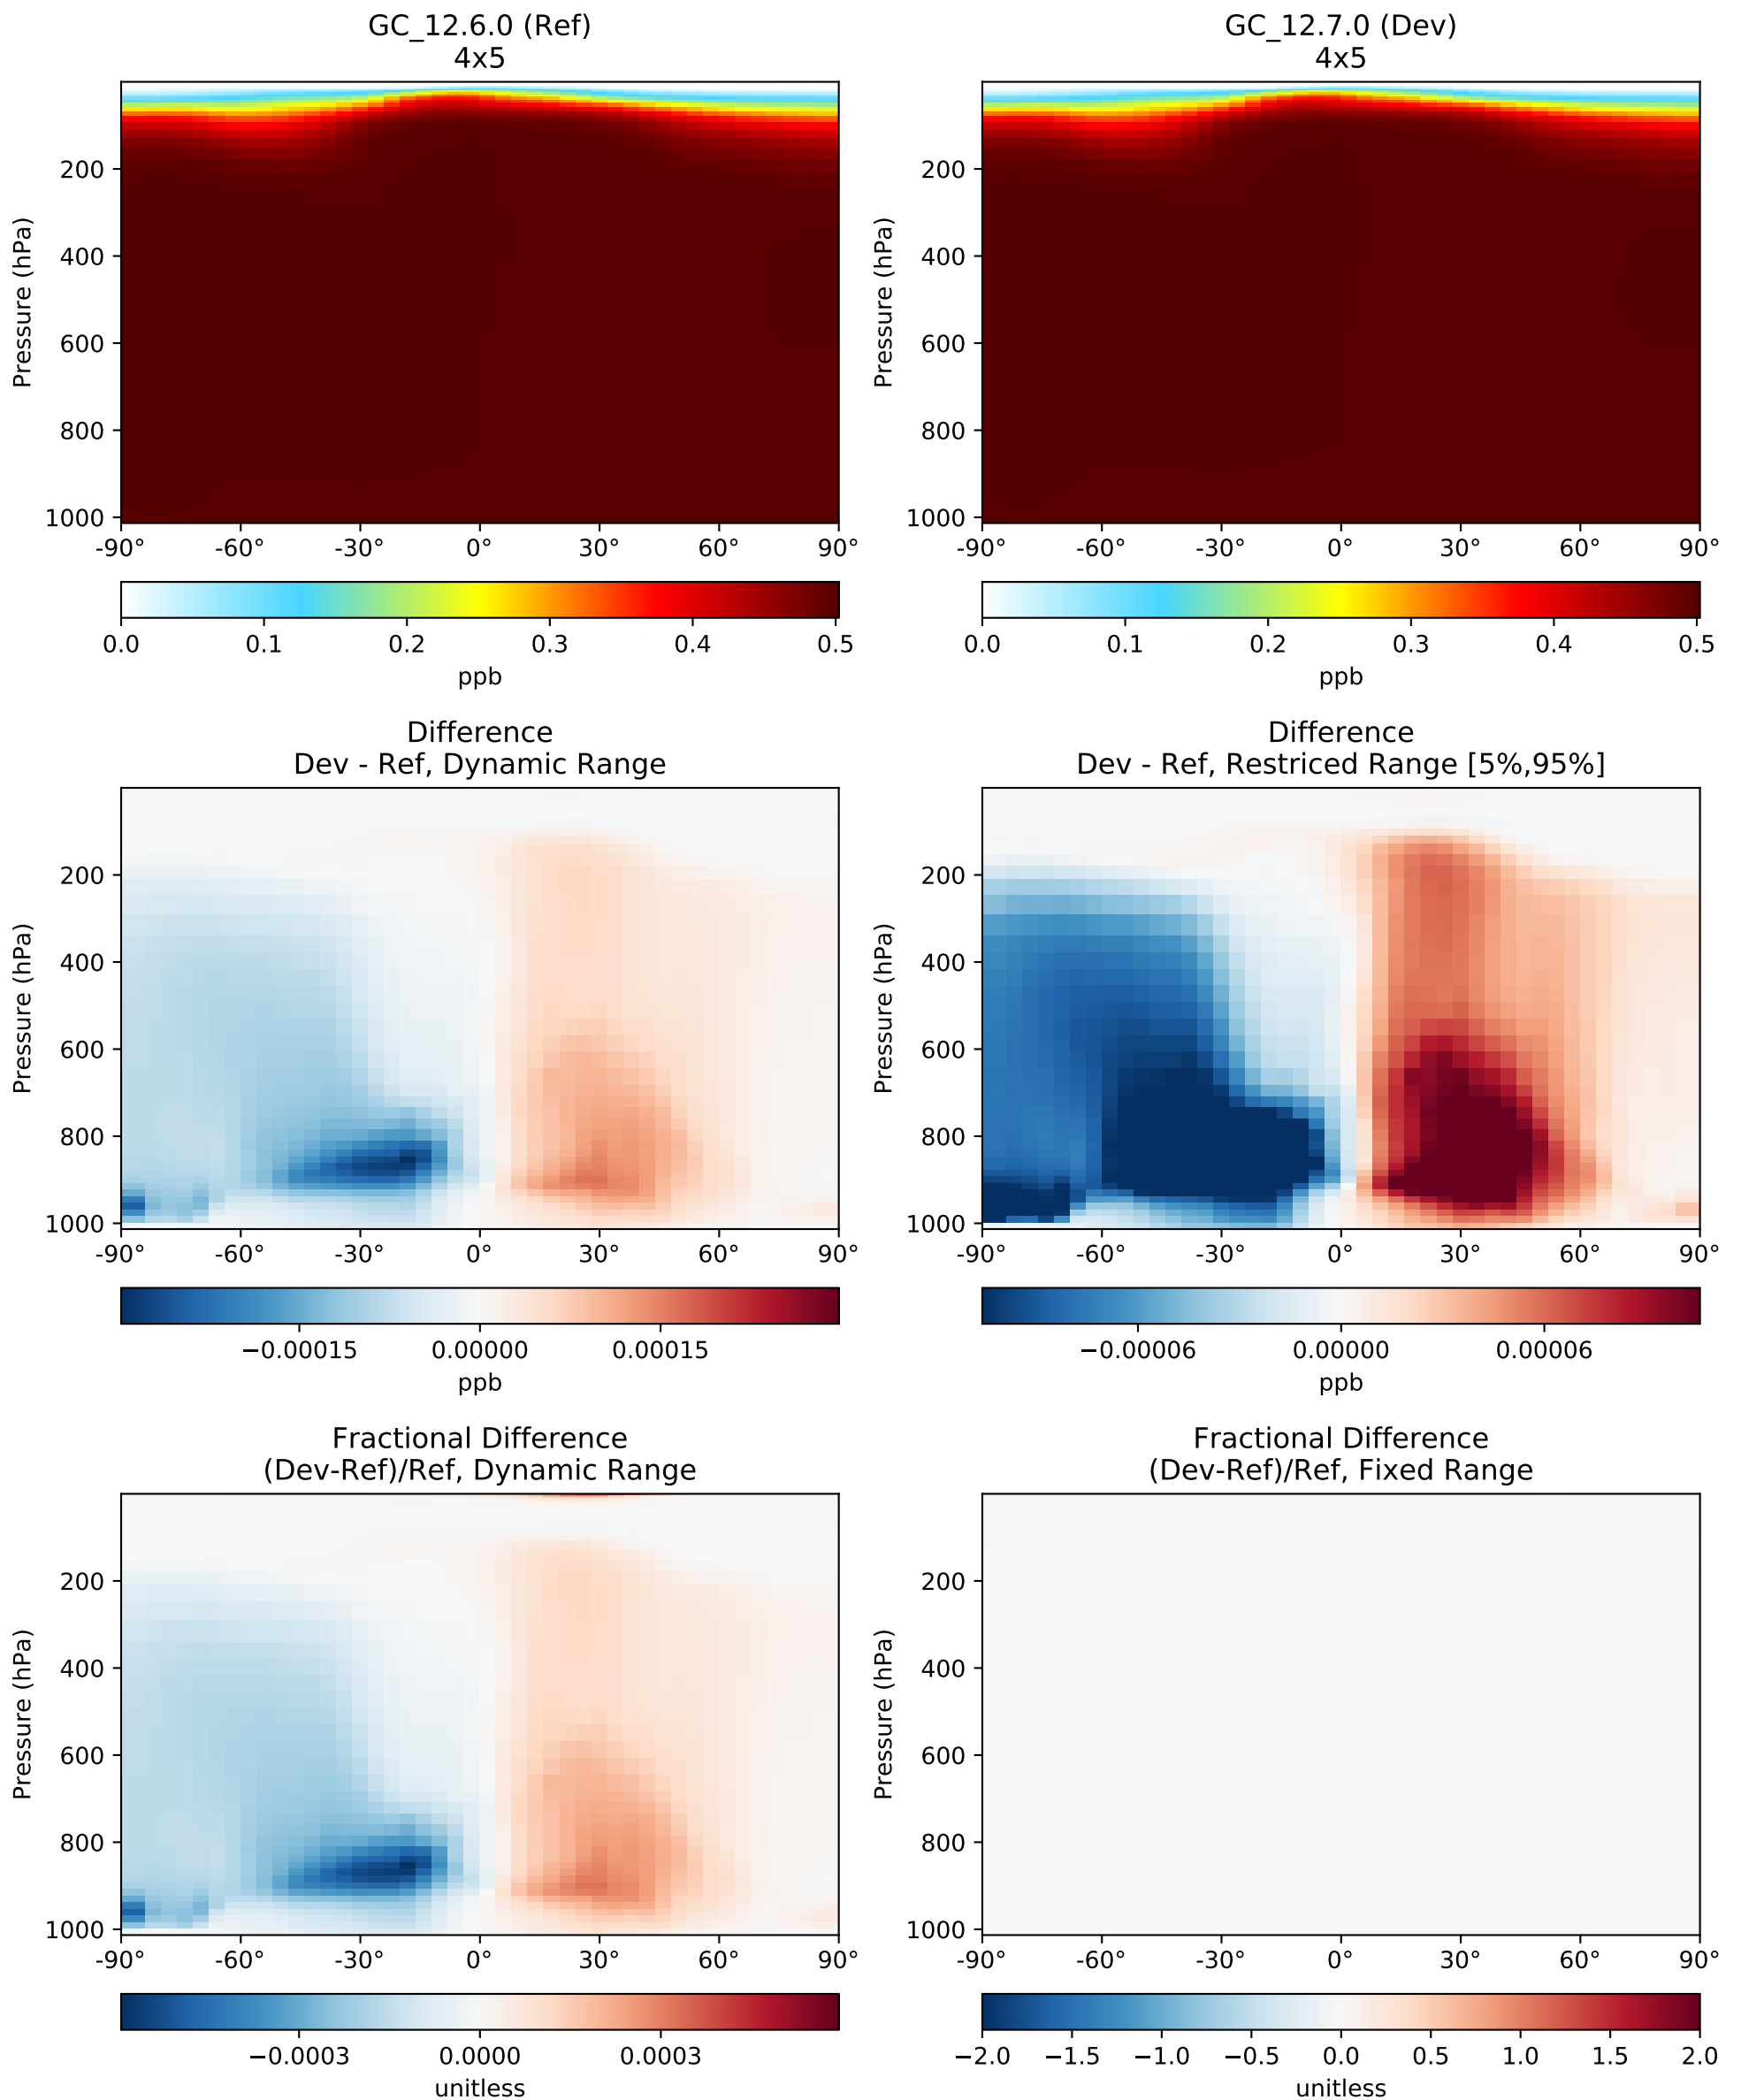 GC_12.6.0 (Ref)
4x5
GC_12.7.0 (Dev)
4x5
Pressure (hPa)
200
400
600
800
1000
-90° -60° -30° 0° 30° 60° 90°
0.0 0.1 0.2 0.3 0.4 0.5
ppb
Pressure (hPa)
200
400
600
800
1000
-90° -60° -30° 0° 30° 60° 90°
0.0 0.1 0.2 0.3 0.4 0.5
ppb
Difference
Dev - Ref, Dynamic Range
Pressure (hPa)
200
400
600
800
1000
-90° -60° -30° 0° 30° 60° 90°
−0.00015 0.00000 0.00015
ppb
Difference
Dev - Ref, Restriced Range [5%,95%]
Pressure (hPa)
200
400
600
800
1000
-90° -60° -30° 0° 30° 60° 90°
−0.00006 0.00000 0.00006
ppb
Fractional Difference
(Dev-Ref)/Ref, Dynamic Range
Pressure (hPa)
200
400
600
800
1000
-90° -60° -30° 0° 30° 60° 90°
−0.0003 0.0000 0.0003
unitless
Fractional Difference
(Dev-Ref)/Ref, Fixed Range
Pressure (hPa)
200
400
600
800
1000
-90° -60° -30° 0° 30° 60° 90°
−2.0 −1.5 −1.0 −0.5 0.0 0.5 1.0 1.5 2.0
unitless